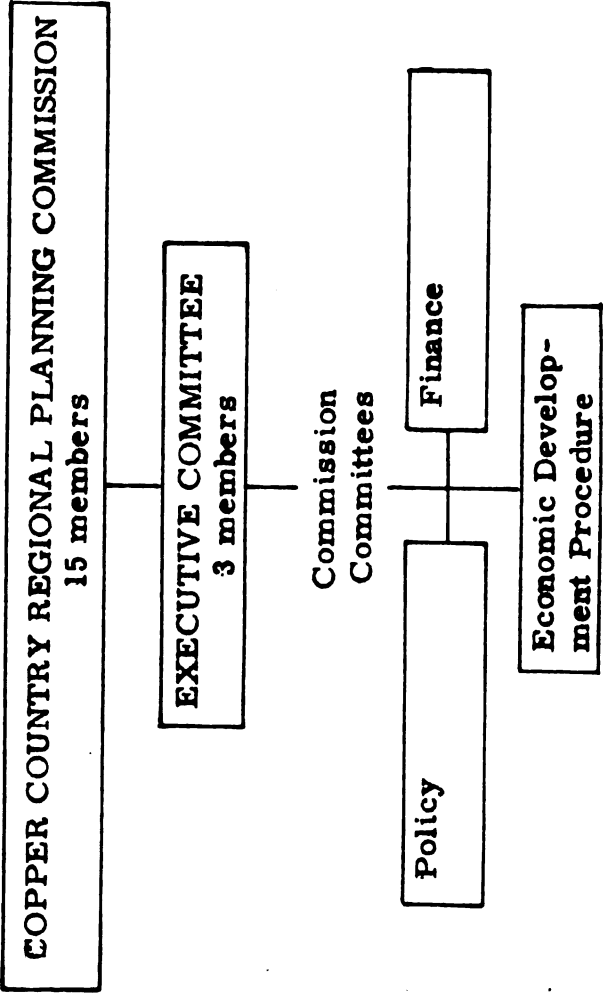 COPPER COUNTRY REGIONAL PLANNING COMMISSION
15 members
EXECUTIVE COMMITTEE
3 members
Commission
Committees
Policy
Finance
Economic Develop-
ment Procedure